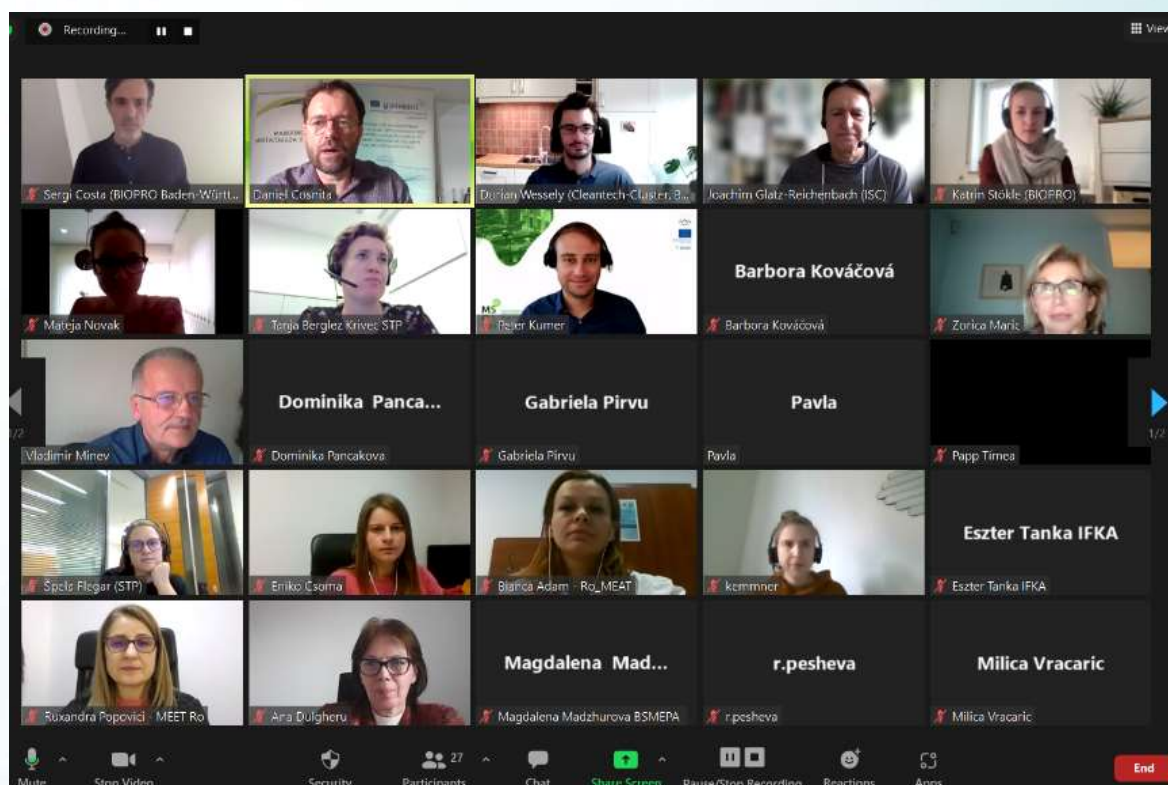 Recording...
View
Sergi Costa (BIOPRO Baden-Württ...
Daniel Cosnita
Dorian Wessely (Cleantech-Cluster, B...
Joachim Glatz-Reichenbach (ISC)
Katrin Stökle (BIOPRO)
MS
Barbora Kováčová
Mateja Novak
Tanja Berglez Krivec STP
Peter Kumer
Barbora Kováčová
Zorica Maric
Dominika Panca...
Gabriela Pirvu
Pavla
1/2
1/2
Vladimir Minev
Dominika Pancakova
Gabriela Pirvu
Pavla
Papp Timea
Eszter Tanka IFKA
Špela Flegar (STP)
Eniko Csoma
Bianca Adam - Ro_MEAT
kemmner
Eszter Tanka IFKA
Magdalena Mad...
r.pesheva
Milica Vracaric
Ruxandra Popovici - MEET Ro
Ana Dulgheru
Magdalena Madzhurova BSMEPA
r.pesheva
Milica Vracaric
27
Mute
Stop Video
Security
Participants
Chat
Share Screen
Pause/Stop Recording
Reactions
Apps
End